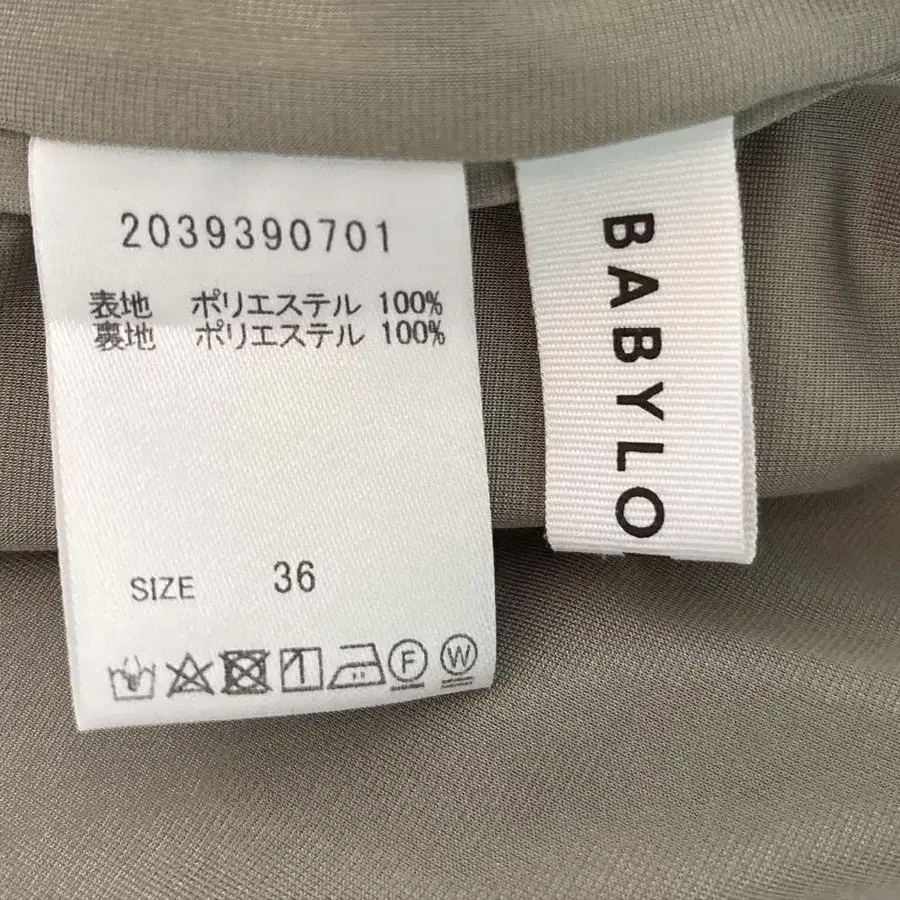 2039390701
表地 ポリエステル 100%
裏地 ポリエステル 100%
SIZE 36
F W
BABYLO